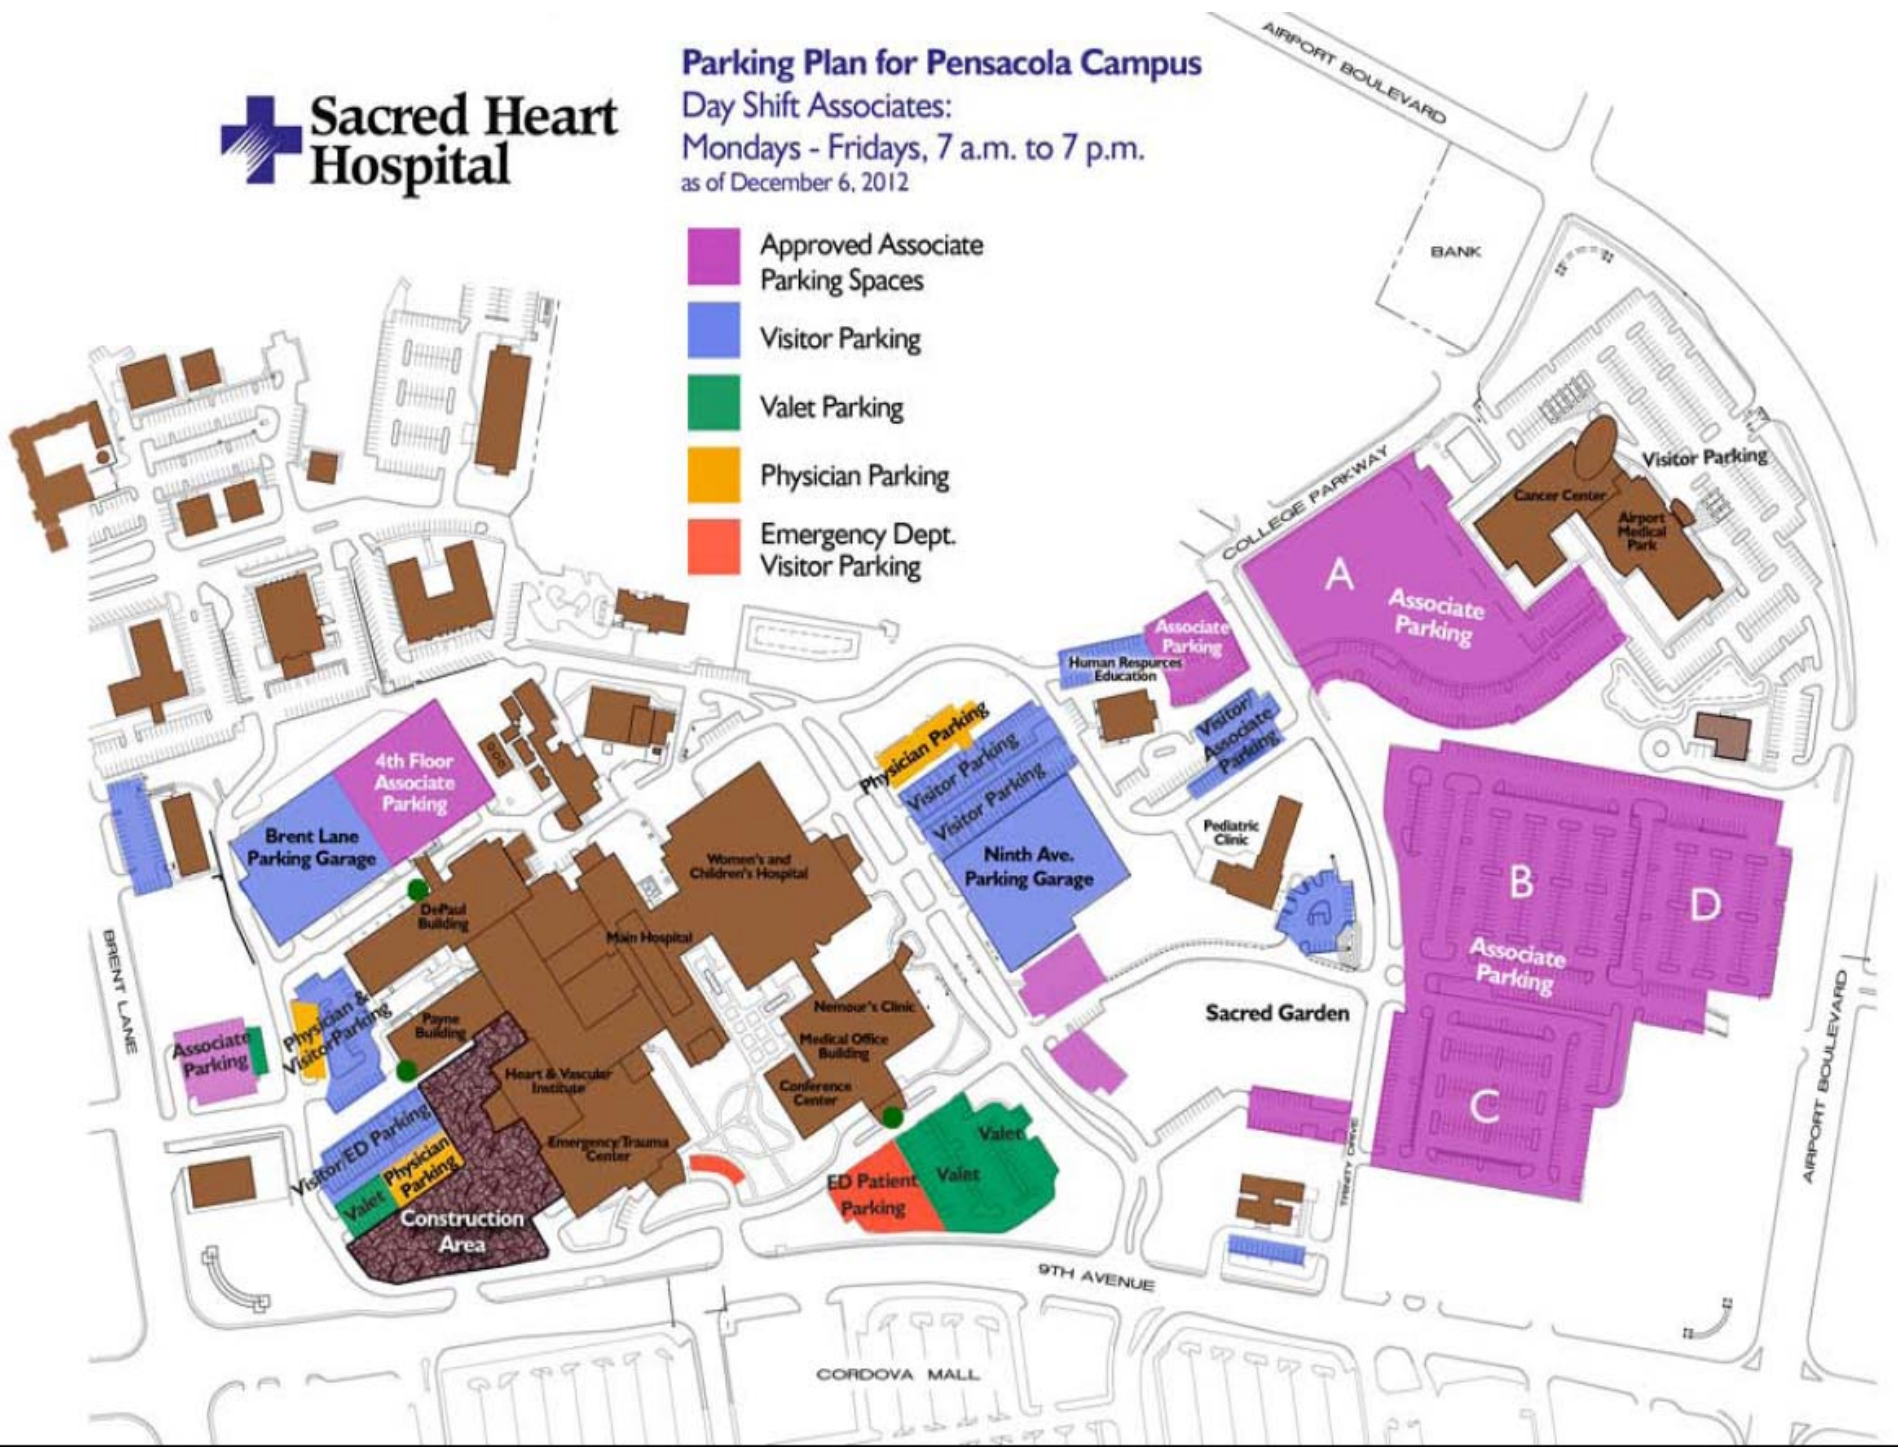 Sacred Heart
Hospital
Parking Plan for Pensacola Campus
Day Shift Associates:
Mondays - Fridays, 7 a.m. to 7 p.m.
as of December 6, 2012
Approved Associate
Parking Spaces
Visitor Parking
Valet Parking
Physician Parking
Emergency Dept.
Visitor Parking
AIRPORT BOULEVARD
BANK
COLLEGE PARKWAY
Visitor Parking
Cancer Center
Airport
Medical
Park
A
Associate
Parking
Associate
Parking
Human Respurces
Education
Visitor/
Associate
Parking
Physician Parking
Visitor Parking
Visitor Parking
Ninth Ave.
Parking Garage
Pediatric
Clinic
4th Floor
Associate
Parking
Brent Lane
Parking Garage
Women's and
Children's Hospital
DePaul
Building
Main Hospital
B
D
Associate
Parking
C
BRENT LANE
Associate
Parking
Physician &
Visitor Parking
Payne
Building
Nemour's Clinic
Medical Office
Building
Conference
Center
Sacred Garden
Heart & Vascular
Institute
Emergency/Trauma
Center
Visitor/ED Parking
Physician
Parking
Valet
Construction
Area
ED Patient
Parking
Valet
Valet
TRINITY DRIVE
AIRPORT BOULEVARD
9TH AVENUE
CORDOVA MALL